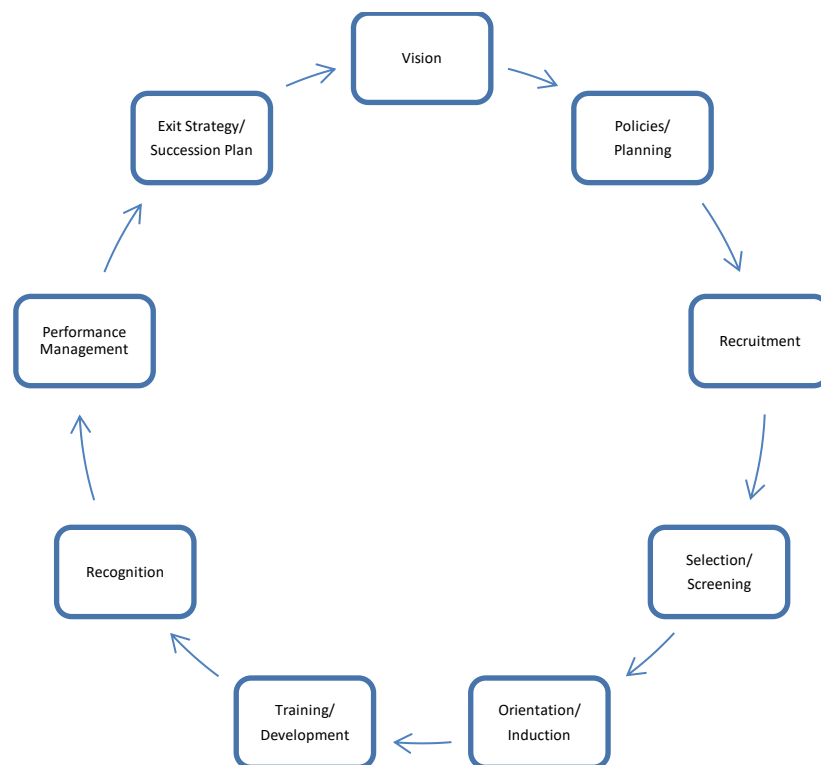 Vision
Policies/
Planning
Recruitment
Selection/
Screening
Orientation/
Induction
Training/
Development
Recognition
Performance
Management
Exit Strategy/
Succession Plan